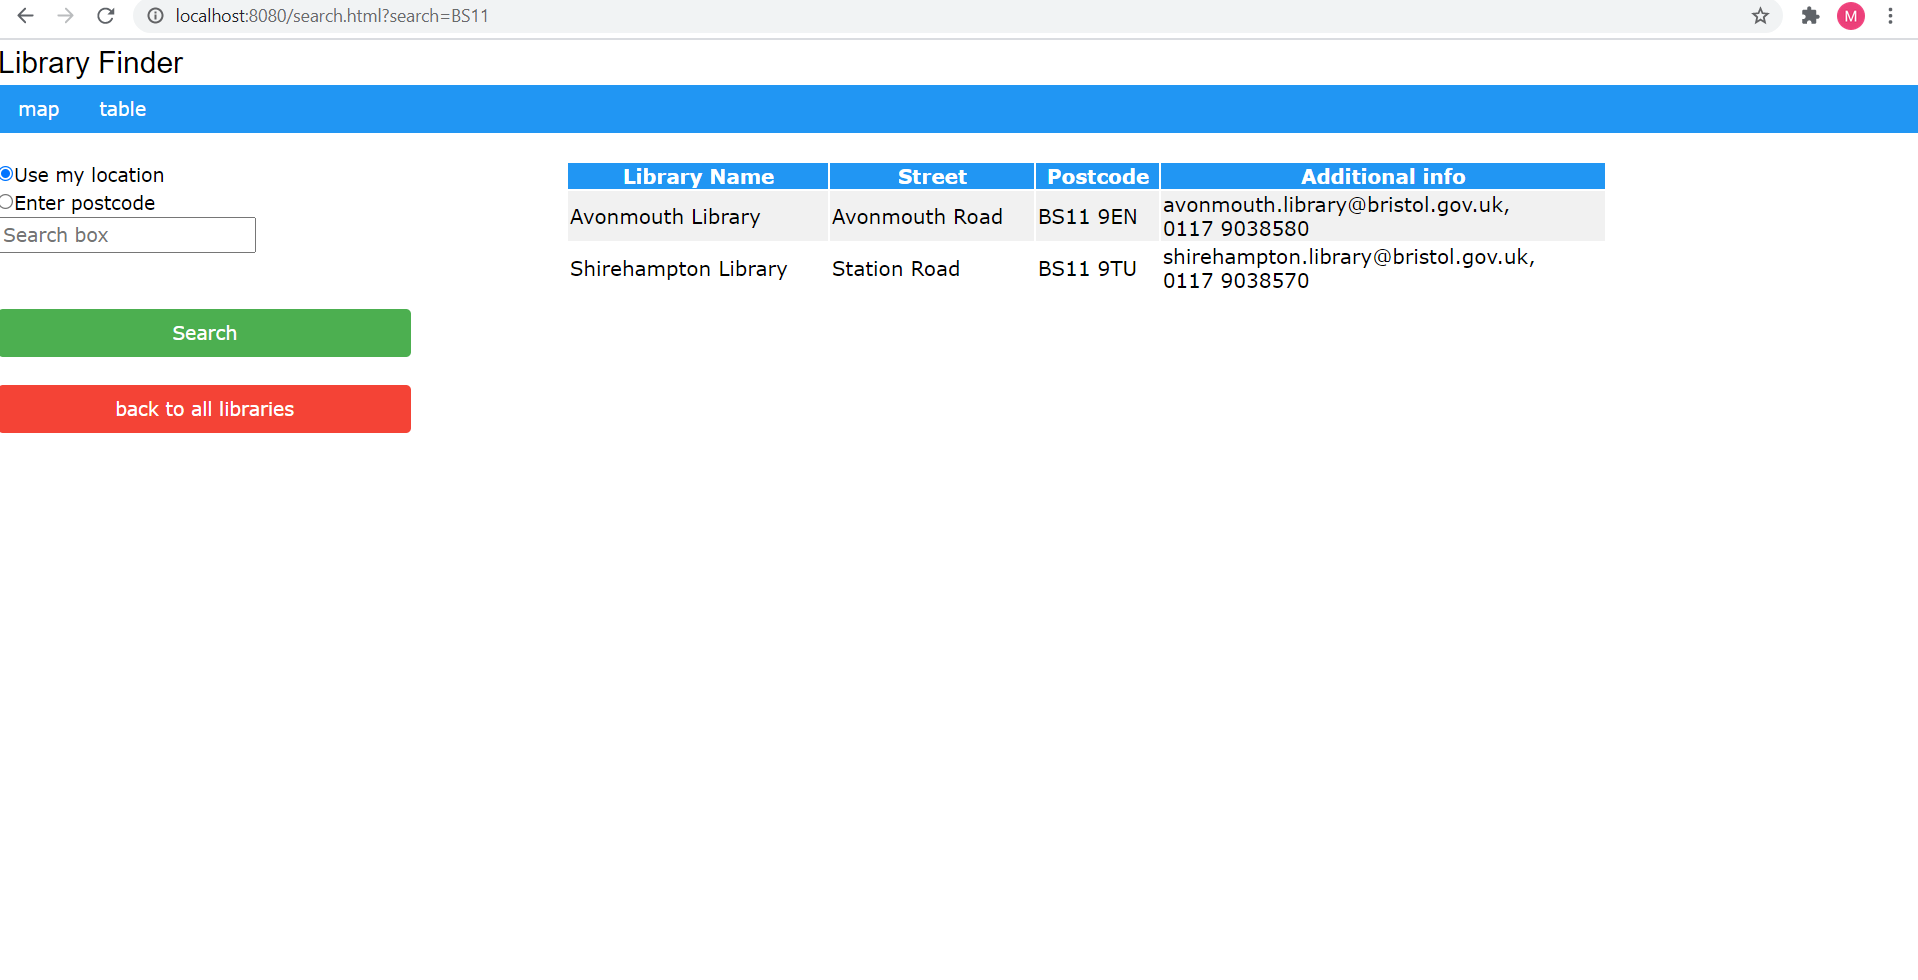 localhost:8080/search.html?search=BS11
M
Library Finder
map table
Use my location
Enter postcode
Search box
Search
back to all libraries
Library Name Street Postcode Additional info
Avonmouth Library Avonmouth Road BS11 9EN avonmouth.library@bristol.gov.uk,
0117 9038580
Shirehampton Library Station Road BS11 9TU shirehampton.library@bristol.gov.uk,
0117 9038570